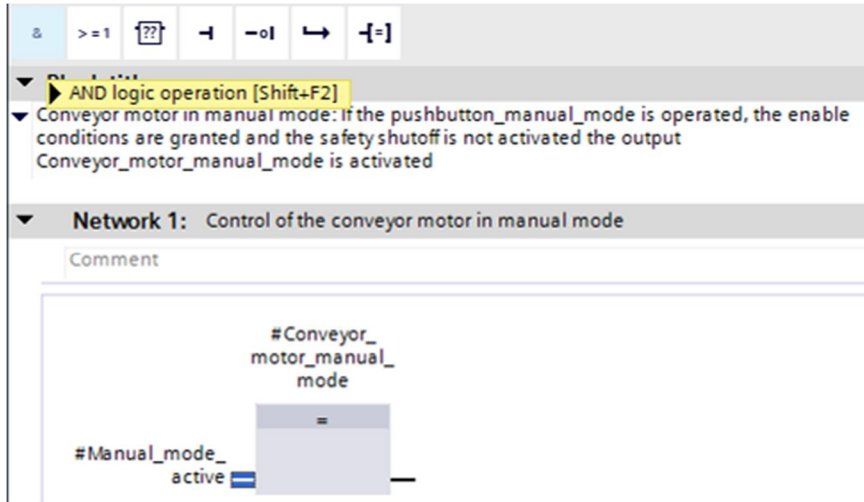 & >=1 ?? -| -o| -[=]
AND logic operation [Shift+F2]
Conveyor motor in manual mode: If the pushbutton_manual_mode is operated, the enable
conditions are granted and the safety shutoff is not activated the output
Conveyor_motor_manual_mode is activated
Network 1: Control of the conveyor motor in manual mode
Comment
#Conveyor_
motor_manual_
mode
=
#Manual_mode_
active